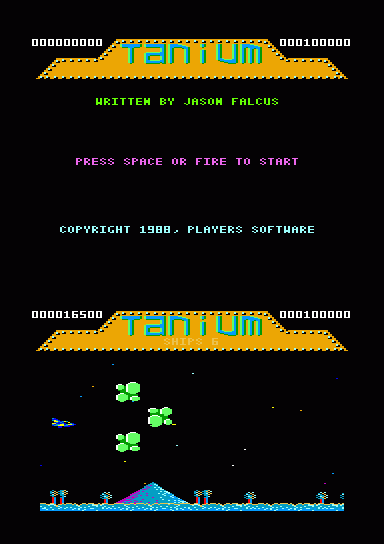 000000000 Tanium 000100000
WRITTEN BY JASON FALCUS
PRESS SPACE OR FIRE TO START
COPYRIGHT 1988, PLAYERS SOFTWARE
000016500 Tanium 000100000
SHIPS 6